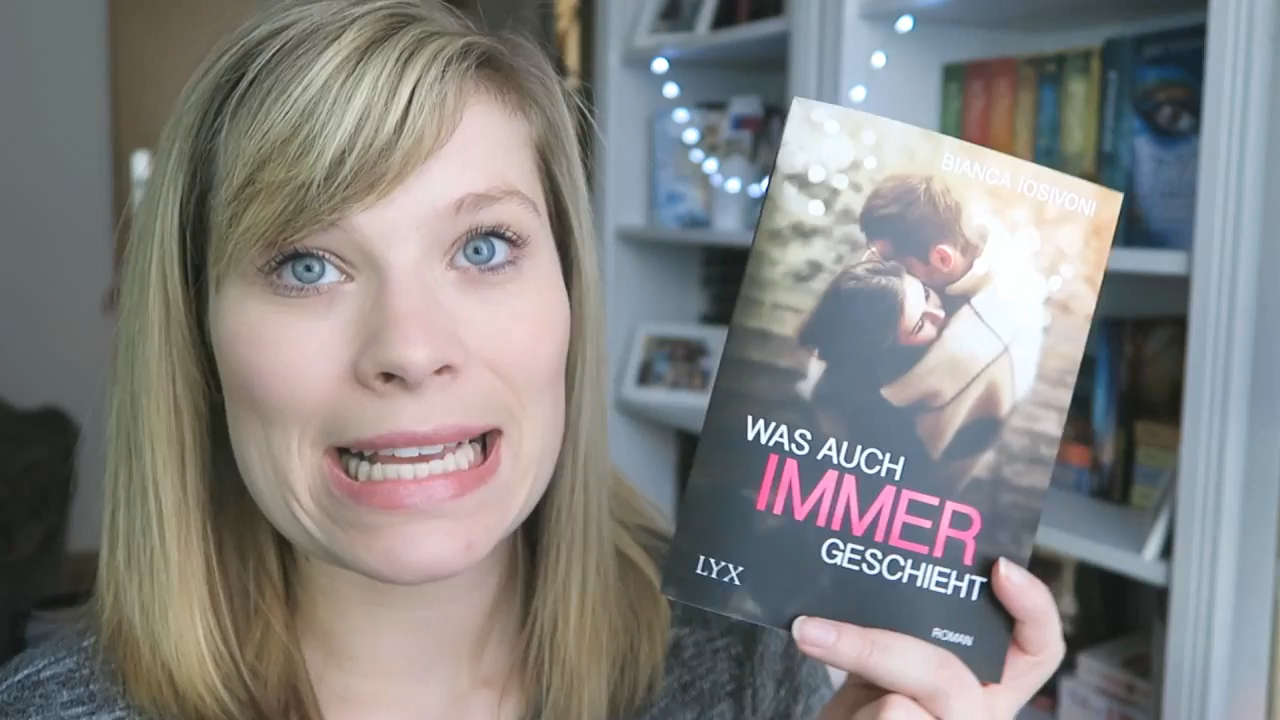 BIANCA IOSIVONI
WAS AUCH
IMMER
GESCHIEHT
LYX
ROMAN